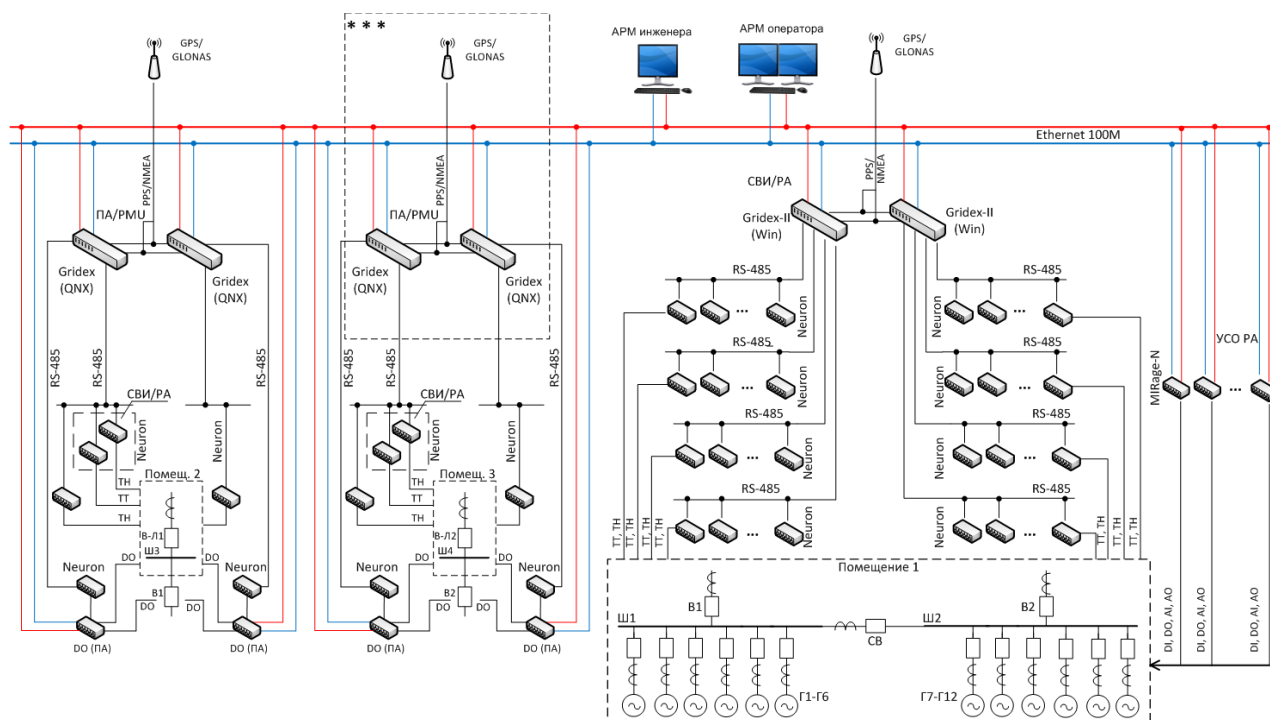 * * *
GPS/
GLONAS
GPS/
GLONAS
АРМ инженера
АРМ оператора
GPS/
GLONAS
Ethernet 100M
PPS/NMEA
PPS/NMEA
PPS/
NMEA
СВИ/РА
ПА/PMU
ПА/PMU
Gridex-II
(Win)
Gridex-II
(Win)
Gridex
(QNX)
Gridex
(QNX)
Gridex
(QNX)
Gridex
(QNX)
RS-485
RS-485
Neuron
...
...
Neuron
RS-485
RS-485
Neuron
...
...
Neuron
RS-485
RS-485
Neuron
...
...
Neuron
RS-485
RS-485
Neuron
...
...
Neuron
MIRage-N
УСО РА
...
RS-485
RS-485
RS-485
RS-485
RS-485
RS-485
СВИ/РА
СВИ/РА
Neuron
Neuron
Neuron
Neuron
Помещ. 2
Помещ. 3
ТН
ТТ
ТН
ТН
ТТ
ТН
В-Л1
Ш3
В-Л2
Ш4
DO
DO
DO
DO
Neuron
Neuron
Neuron
Neuron
В1
DO
DO
В2
DO
DO
DO (ПА)
DO (ПА)
DO (ПА)
DO (ПА)
ТТ, ТН
ТТ, ТН
ТТ, ТН
ТТ, ТН
ТТ, ТН
ТТ, ТН
ТТ, ТН
ТТ, ТН
Помещение 1
В1
В2
Ш1
СВ
Ш2
Г1-Г6
Г7-Г12
DI, DO, AI, AO
DI, DO, AI, AO
DI, DO, AI, AO